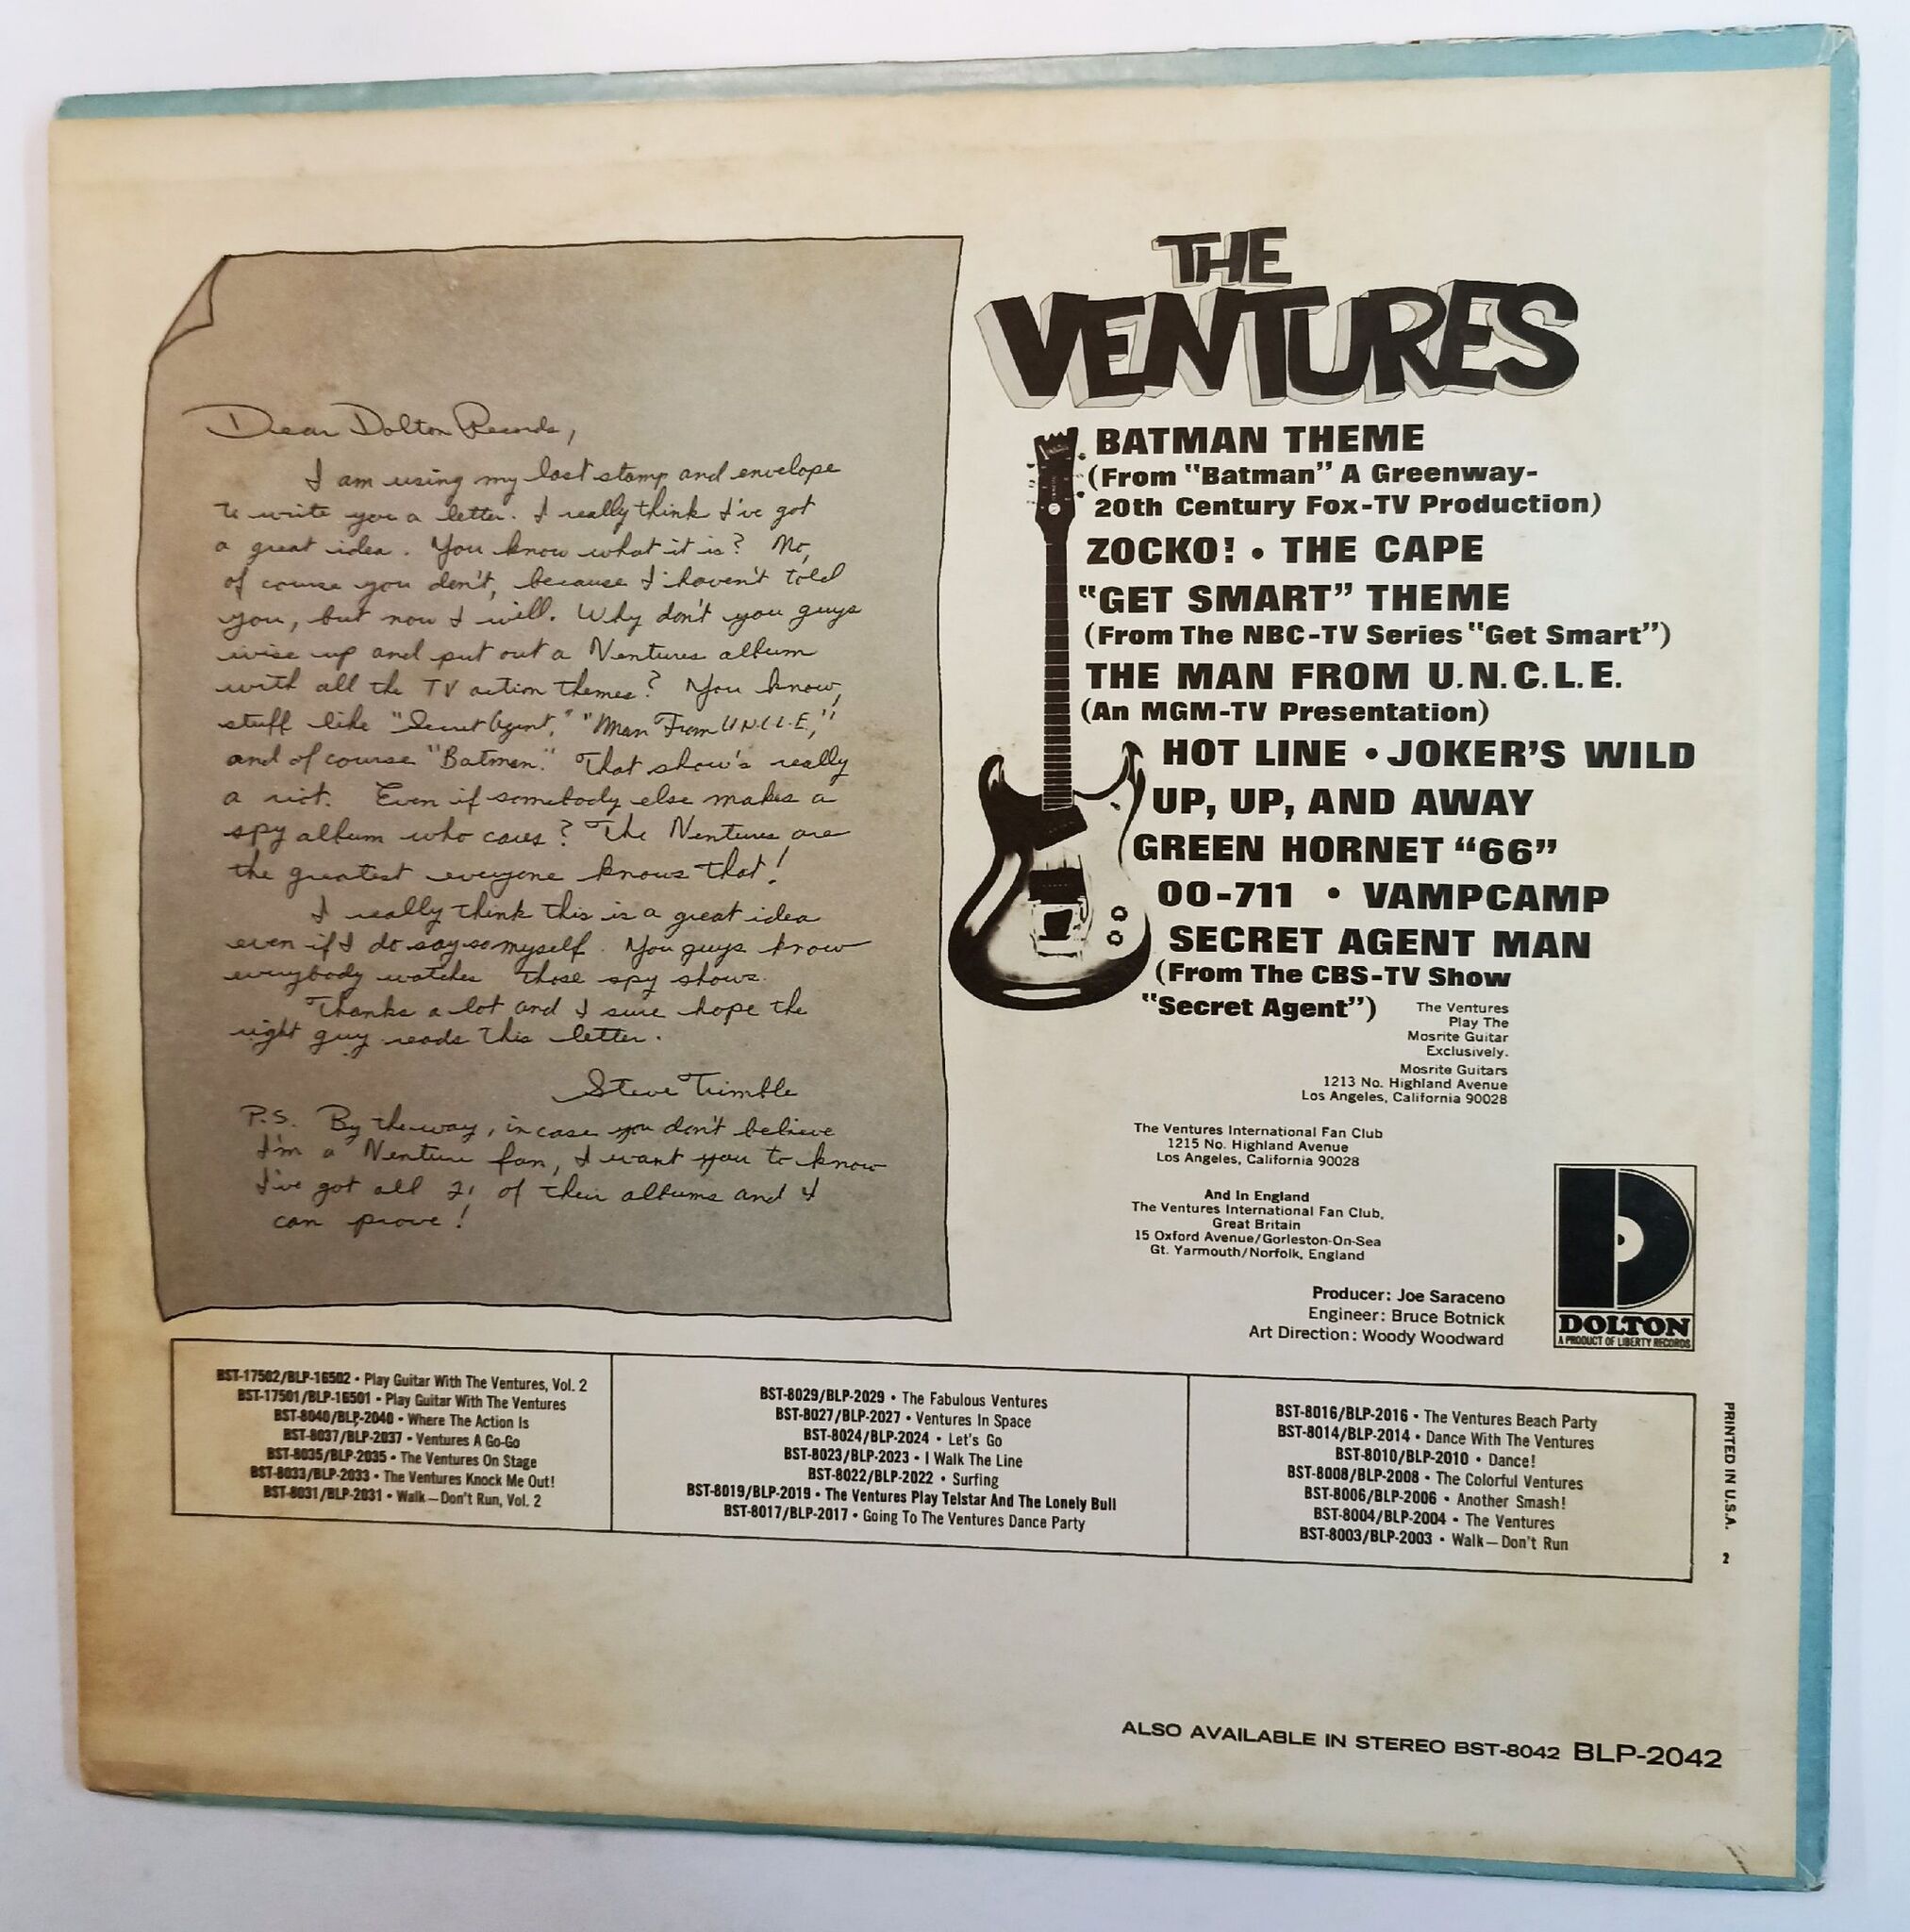 Dear Dolton Records,
I am using my last stamp and envelope
to write you a letter. I really think I've got
a great idea. You know what it is? No,
of course you don't, because I haven't told
you, but now I will. Why don't you guys
wise up and put out a Ventures album
with all the TV action themes? You know,
stuff like "Secret Agent," "Man From U.N.C.L.E.,"
and of course "Batman." That show's really
a riot. Even if somebody else makes a
spy album who cares? The Ventures are
the greatest everyone knows that!
I really think this is a great idea
even if I do say so myself. You guys know
everybody watches those spy shows.
Thanks a lot and I sure hope the
right guy reads this letter.
Steve Trimble
P.S. By the way, in case you don't believe
I'm a Venture fan, I want you to know
I've got all 21 of their albums and I
can prove!
THE
VENTURES
BATMAN THEME
(From "Batman" A Greenway-
20th Century Fox-TV Production)
ZOCKO! • THE CAPE
"GET SMART" THEME
(From The NBC-TV Series "Get Smart")
THE MAN FROM U.N.C.L.E.
(An MGM-TV Presentation)
HOT LINE • JOKER'S WILD
UP, UP, AND AWAY
GREEN HORNET "66"
00-711 • VAMPCAMP
SECRET AGENT MAN
(From The CBS-TV Show
"Secret Agent")
The Ventures
Play The
Mosrite Guitar
Exclusively.
Mosrite Guitars
1213 No. Highland Avenue
Los Angeles, California 90028
The Ventures International Fan Club
1215 No. Highland Avenue
Los Angeles, California 90028
And In England
The Ventures International Fan Club,
Great Britain
15 Oxford Avenue/Gorleston-On-Sea
Gt. Yarmouth/Norfolk, England
Producer: Joe Saraceno
Engineer: Bruce Botnick
Art Direction: Woody Woodward
DOLTON
A PRODUCT OF LIBERTY RECORDS
BST-17502/BLP-16502 • Play Guitar With The Ventures, Vol. 2
BST-17501/BLP-16501 • Play Guitar With The Ventures
BST-8040/BLP-2040 • Where The Action Is
BST-8037/BLP-2037 • Ventures A Go-Go
BST-8035/BLP-2035 • The Ventures On Stage
BST-8033/BLP-2033 • The Ventures Knock Me Out!
BST-8031/BLP-2031 • Walk—Don't Run, Vol. 2
BST-8029/BLP-2029 • The Fabulous Ventures
BST-8027/BLP-2027 • Ventures In Space
BST-8024/BLP-2024 • Let's Go
BST-8023/BLP-2023 • I Walk The Line
BST-8022/BLP-2022 • Surfing
BST-8019/BLP-2019 • The Ventures Play Telstar And The Lonely Bull
BST-8017/BLP-2017 • Going To The Ventures Dance Party
BST-8016/BLP-2016 • The Ventures Beach Party
BST-8014/BLP-2014 • Dance With The Ventures
BST-8010/BLP-2010 • Dance!
BST-8008/BLP-2008 • The Colorful Ventures
BST-8006/BLP-2006 • Another Smash!
BST-8004/BLP-2004 • The Ventures
BST-8003/BLP-2003 • Walk—Don't Run
PRINTED IN U.S.A. 2
ALSO AVAILABLE IN STEREO BST-8042 BLP-2042